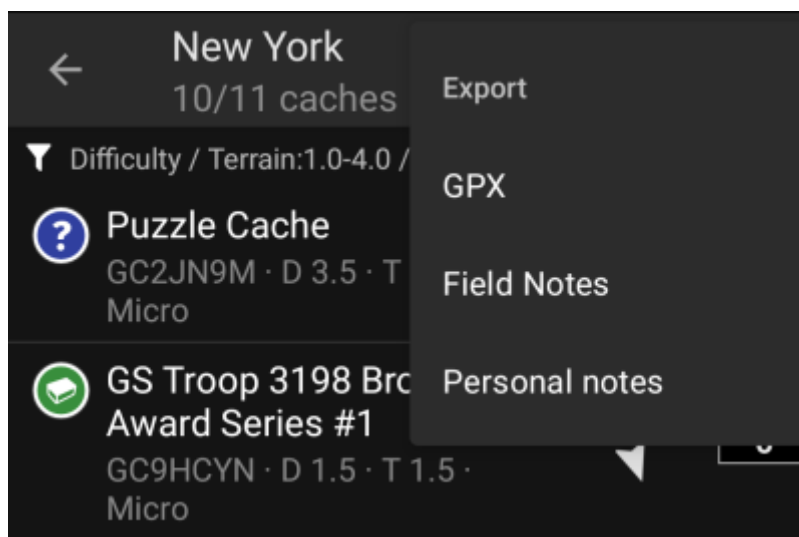 New York
10/11 caches
Difficulty / Terrain:1.0-4.0 /
Puzzle Cache
GC2JN9M · D 3.5 · T
Micro
GS Troop 3198 Bro
Award Series #1
GC9HCYN · D 1.5 · T 1.5 ·
Micro
Export
GPX
Field Notes
Personal notes